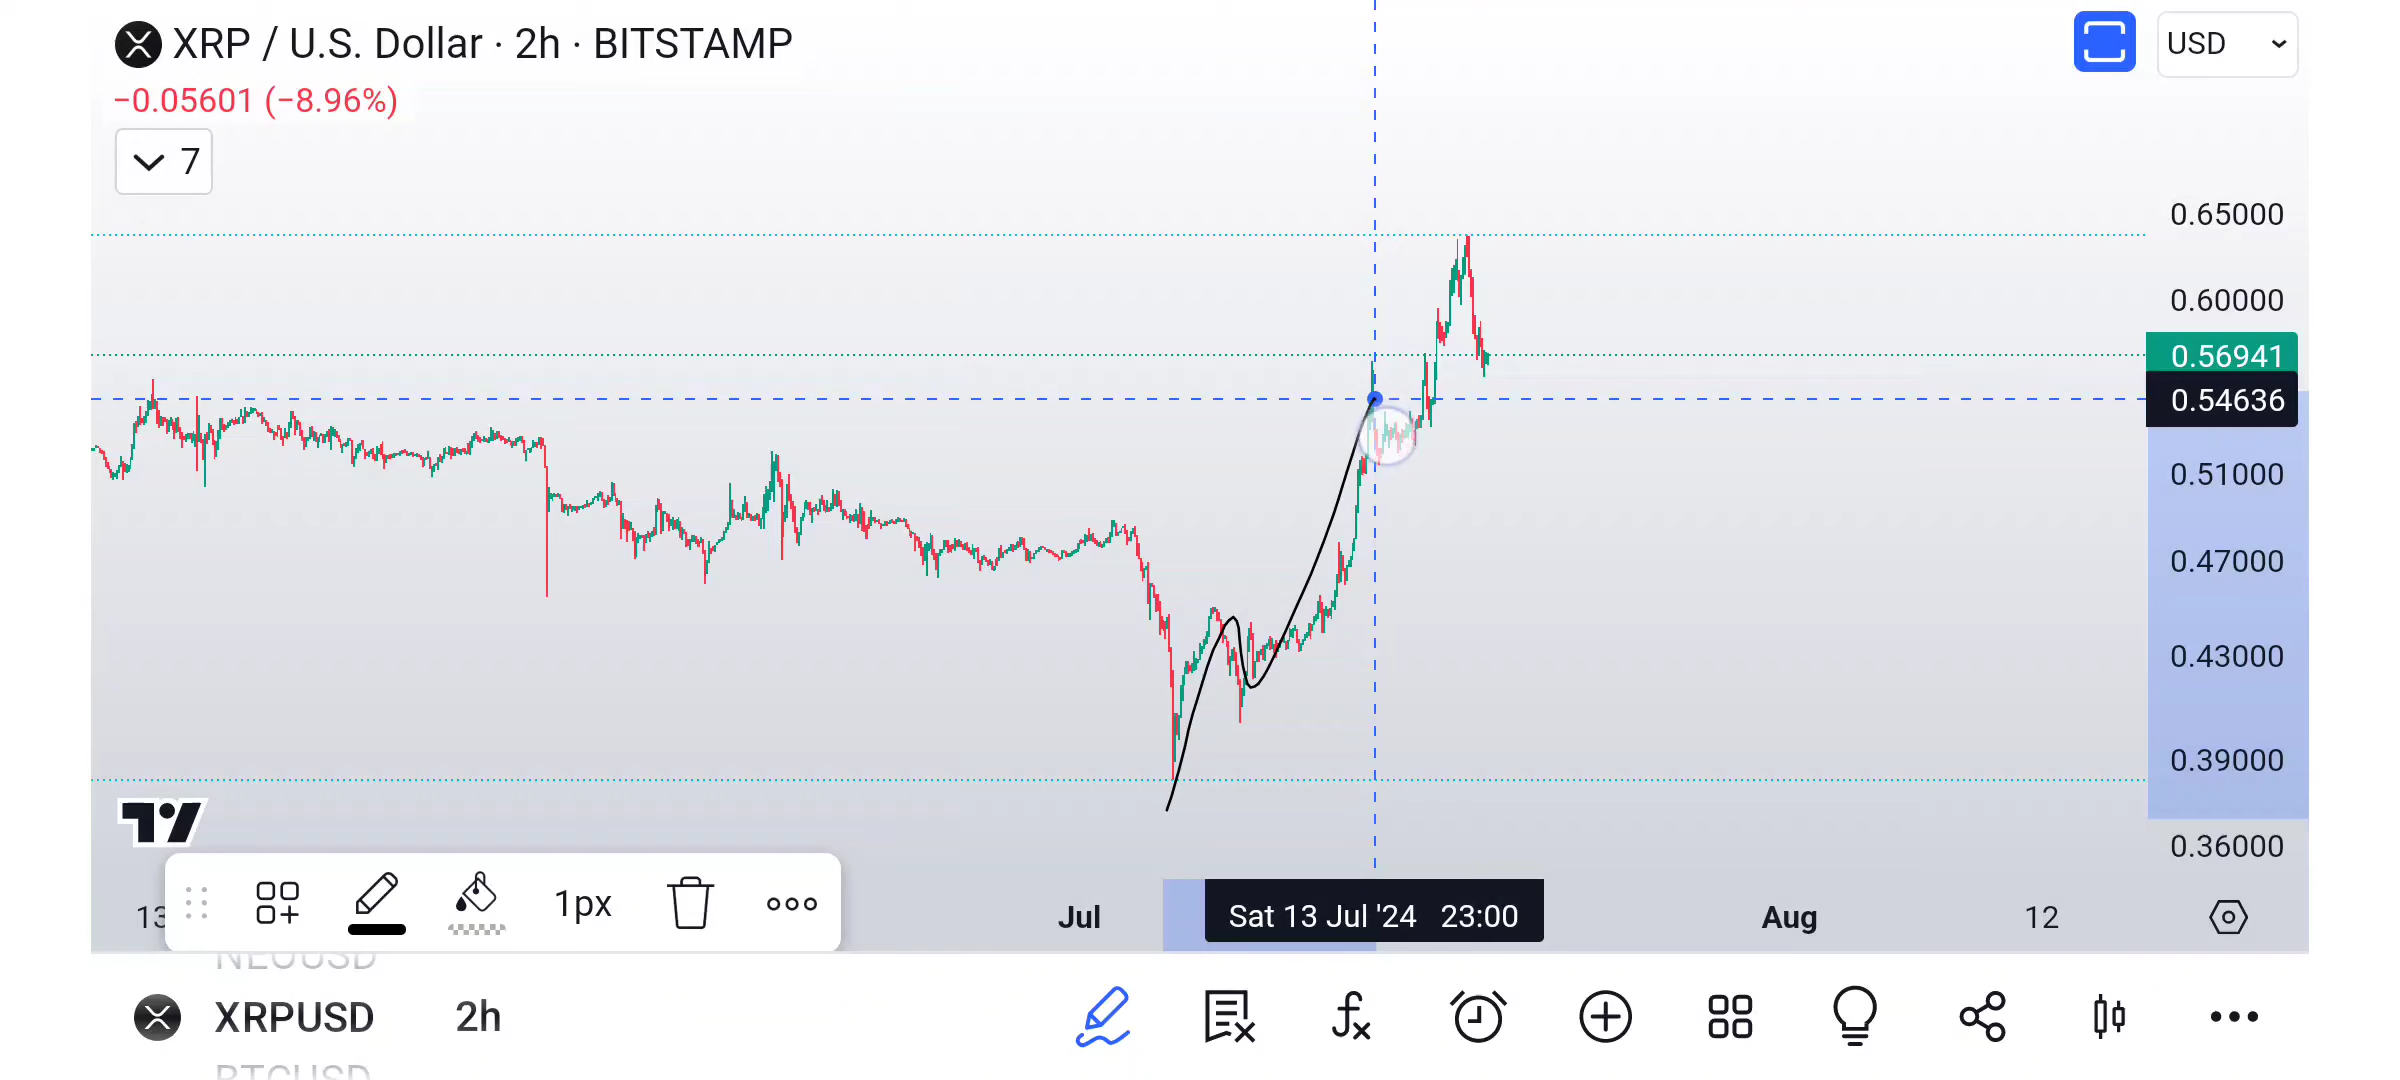 XRP / U.S. Dollar · 2h · BITSTAMP
USD
−0.05601 (−8.96%)
7
0.65000
0.60000
0.56941
0.54636
0.51000
0.47000
0.43000
0.39000
0.36000
1px
13
Jul
Sat 13 Jul '24 23:00
Aug
12
NEOUSD
XRPUSD 2h
BTCUSD